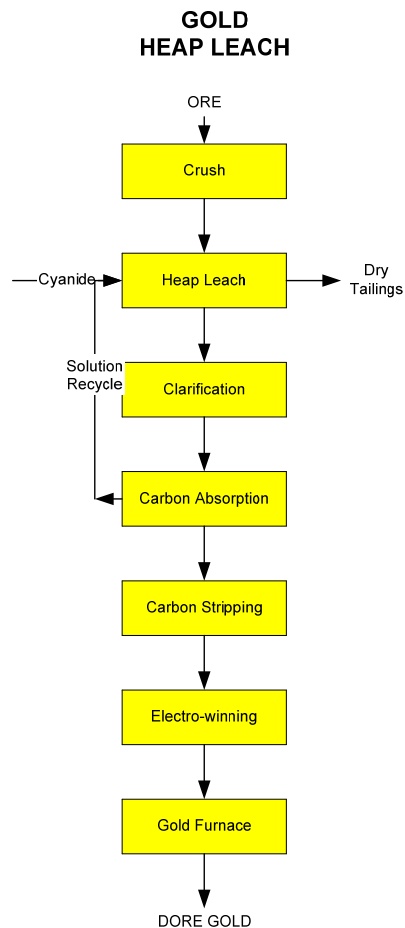 GOLD
HEAP LEACH
ORE
Crush
Cyanide
Heap Leach
Dry
Tailings
Solution
Recycle
Clarification
Carbon Absorption
Carbon Stripping
Electro-winning
Gold Furnace
DORE GOLD